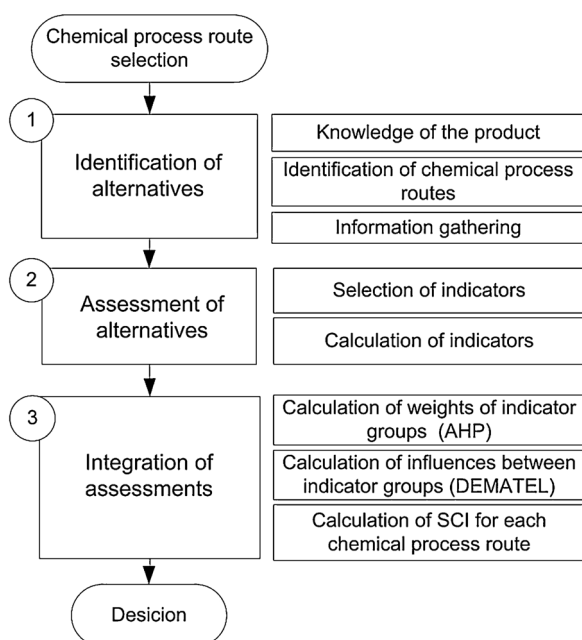 Chemical process route
selection
1
Identification of
alternatives
Knowledge of the product
Identification of chemical process
routes
Information gathering
2
Assessment of
alternatives
Selection of indicators
Calculation of indicators
3
Integration of
assessments
Calculation of weights of indicator
groups (AHP)
Calculation of influences between
indicator groups (DEMATEL)
Calculation of SCI for each
chemical process route
Desicion